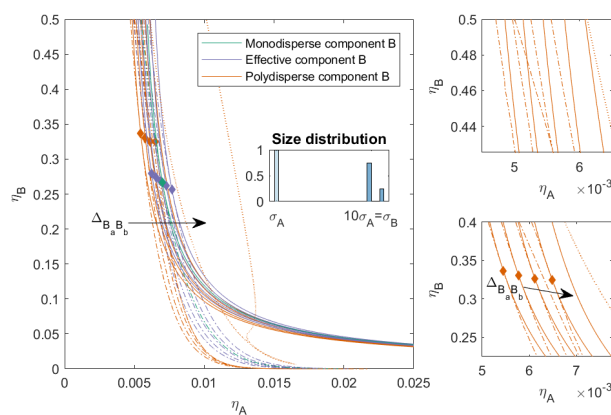 0.5
0.45
0.4
0.35
0.3
0.25
0.2
0.15
0.1
0.05
0
η_B
0 0.005 0.01 0.015 0.02 0.025
η_A
Monodisperse component B
Effective component B
Polydisperse component B
Size distribution
1
0.5
0
σ_A 10σ_A=σ_B
Δ_{B_aB_b}
0.5
0.48
0.46
0.44
η_B
5 6
η_A ×10⁻³
0.4
0.35
0.3
0.25
η_B
Δ_{B_aB_b}
5 6 7
η_A ×10⁻³